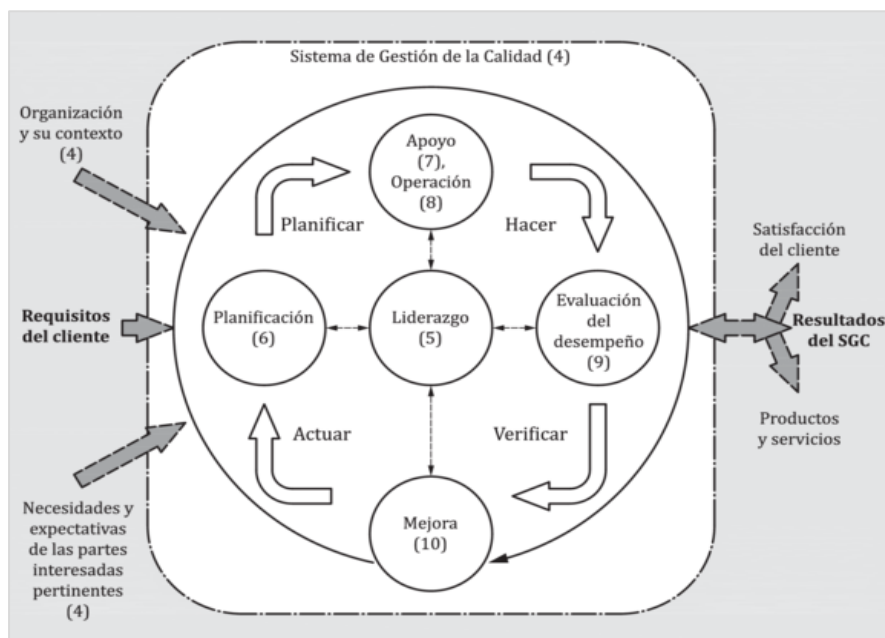 Sistema de Gestión de la Calidad (4)
Organización
y su contexto
(4)
Apoyo
(7),
Operación
(8)
Planificar
Hacer
Satisfacción
del cliente
Requisitos
del cliente
Planificación
(6)
Liderazgo
(5)
Evaluación
del
desempeño
(9)
Resultados
del SGC
Actuar
Verificar
Productos
y servicios
Mejora
(10)
Necesidades y
expectativas
de las partes
interesadas
pertinentes
(4)